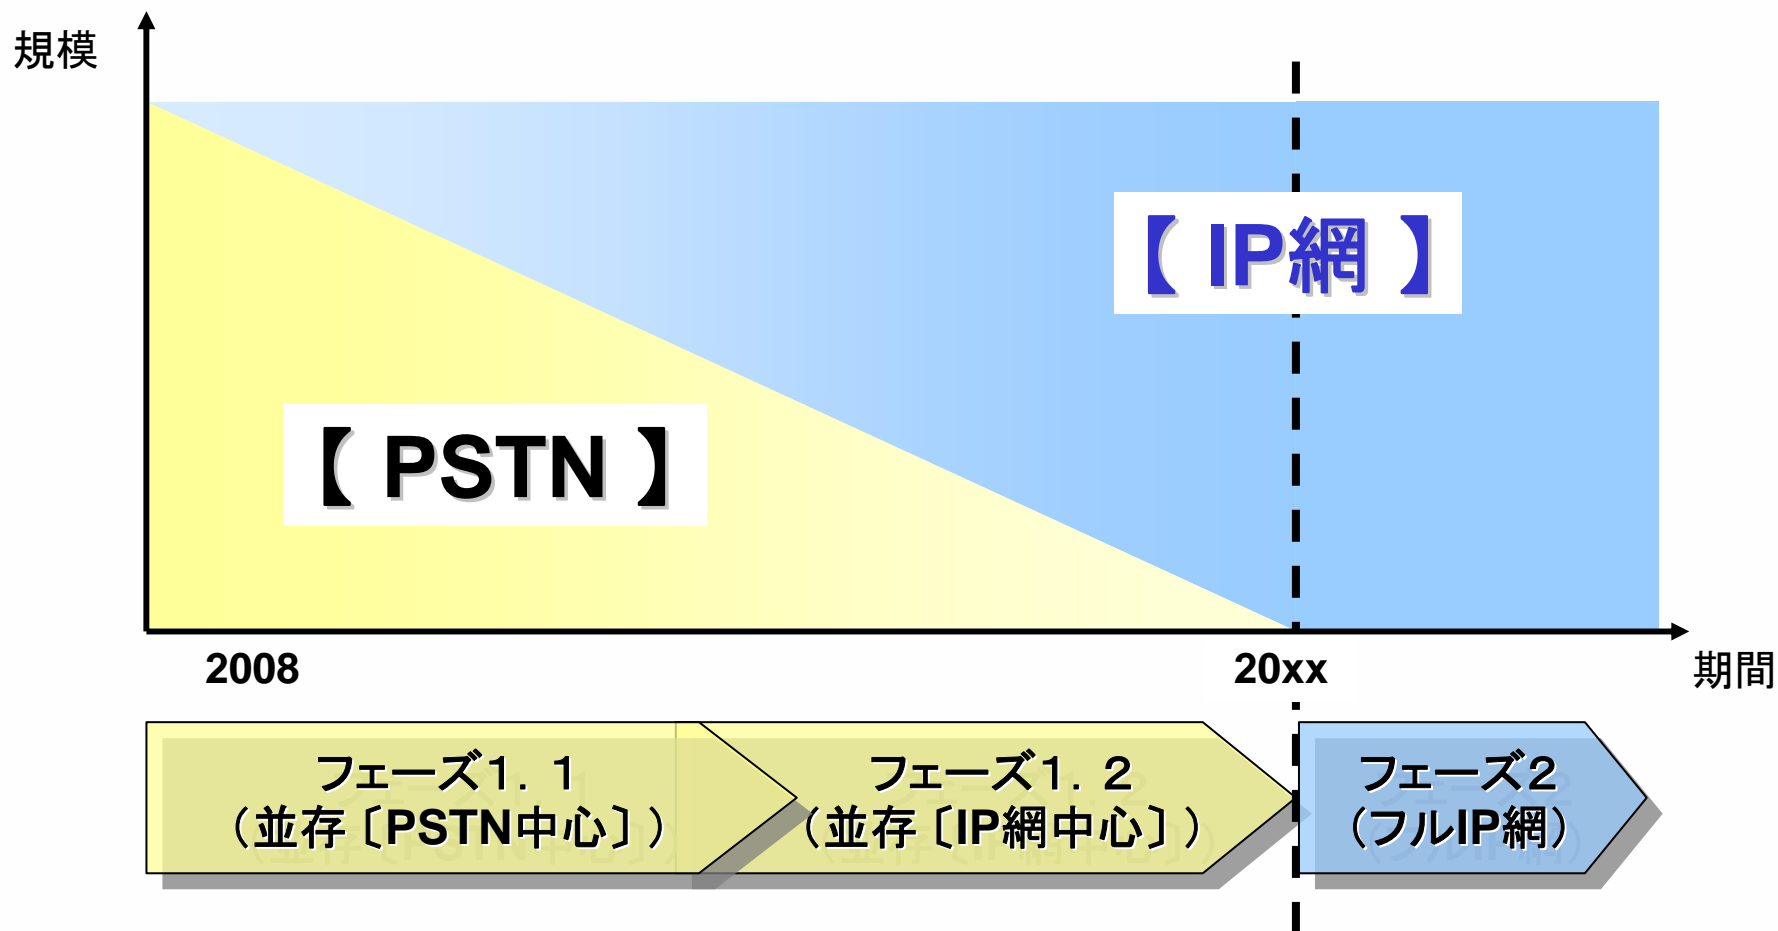 規模
【 IP網 】
【 PSTN 】
2008
20xx
期間
フェーズ1．1
（並存〔PSTN中心〕）
フェーズ1．2
（並存〔IP網中心〕）
フェーズ2
（フルIP網）